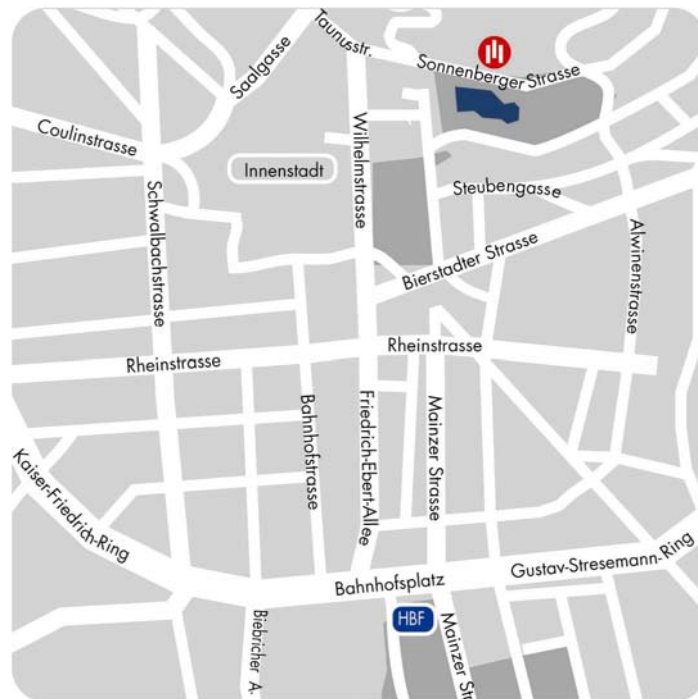 Taunusstr.
Sonnenberger Strasse
Saalgasse
Coulinstrasse
Wilhelmstrasse
Innenstadt
Steubengasse
Schwalbachstrasse
Bierstadter Strasse
Alwinenstrasse
Rheinstrasse
Rheinstrasse
Bahnhofstrasse
Friedrich-Ebert-Allee
Mainzer Strasse
Kaiser-Friedrich-Ring
Gustav-Stresemann-Ring
Bahnhofsplatz
HBF
Biebricher A.
Mainzer Str